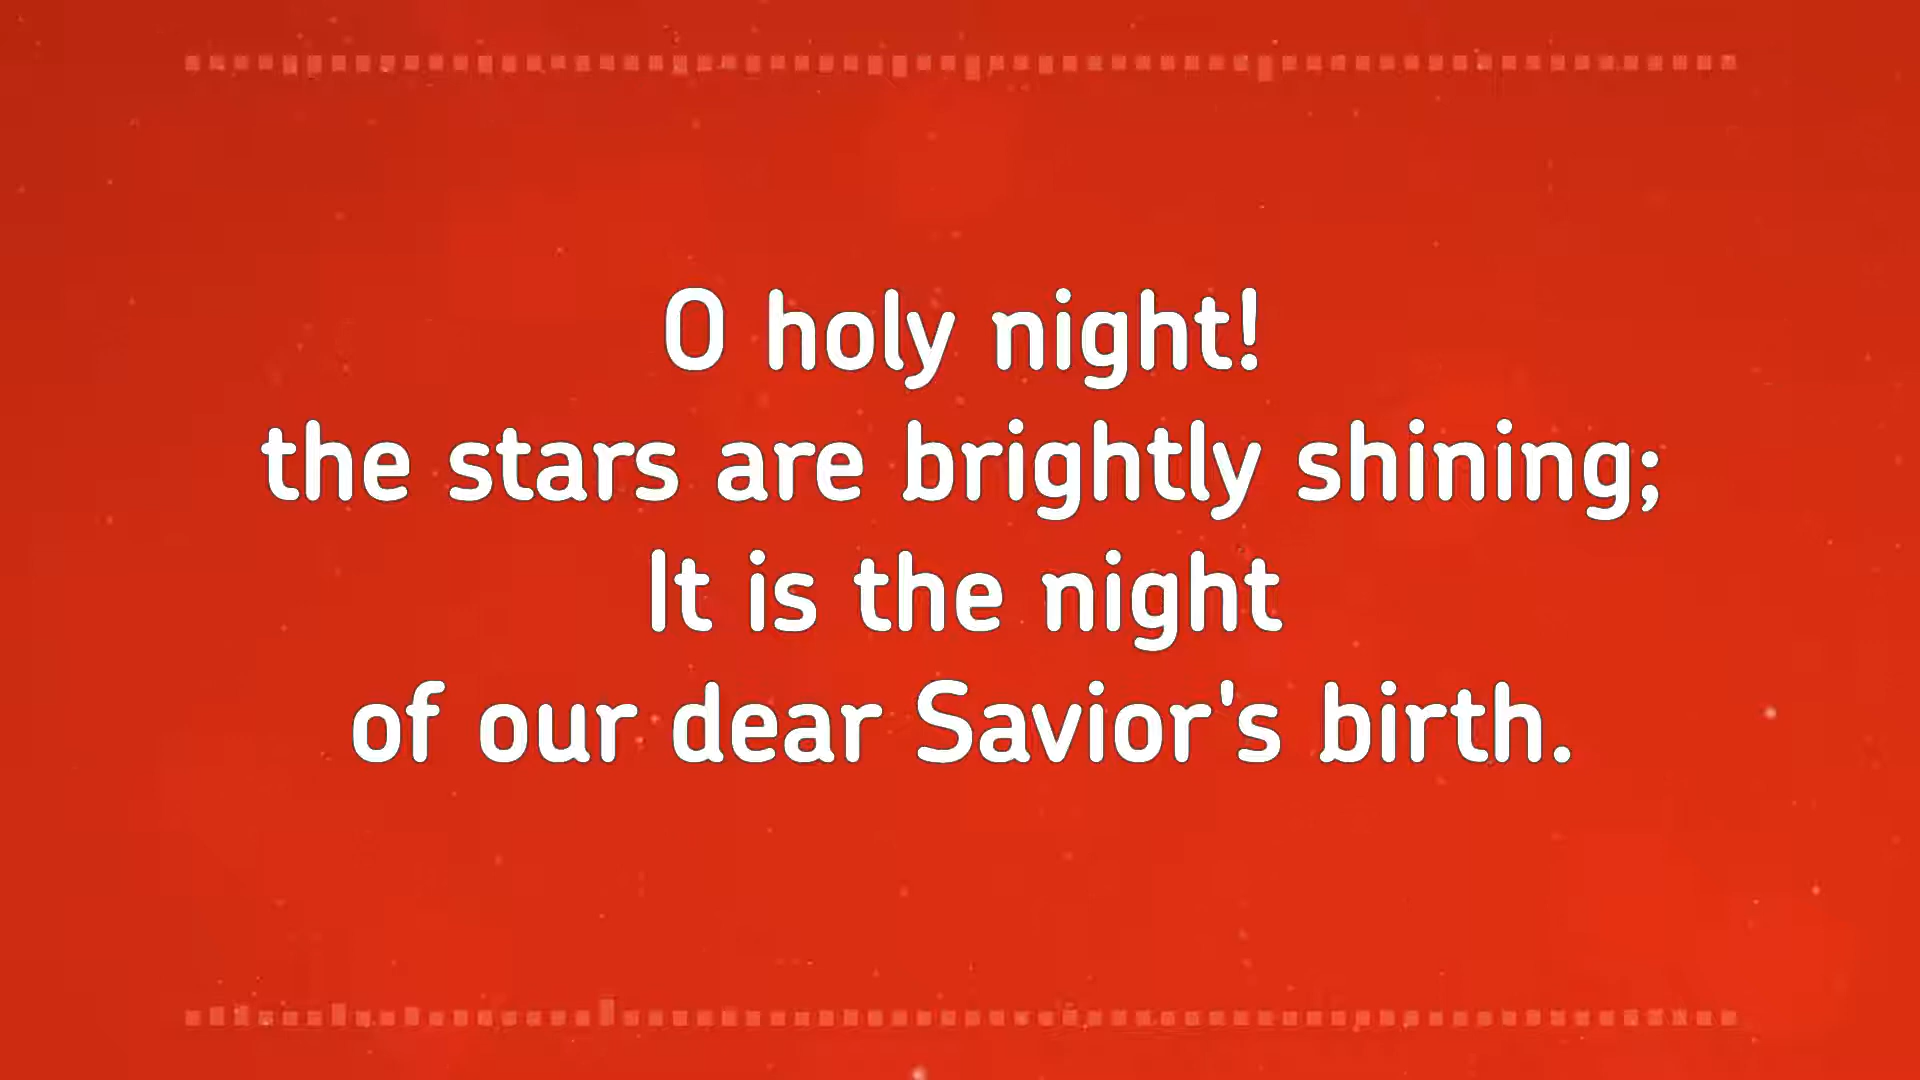 O holy night!
the stars are brightly shining;
It is the night
of our dear Savior's birth.